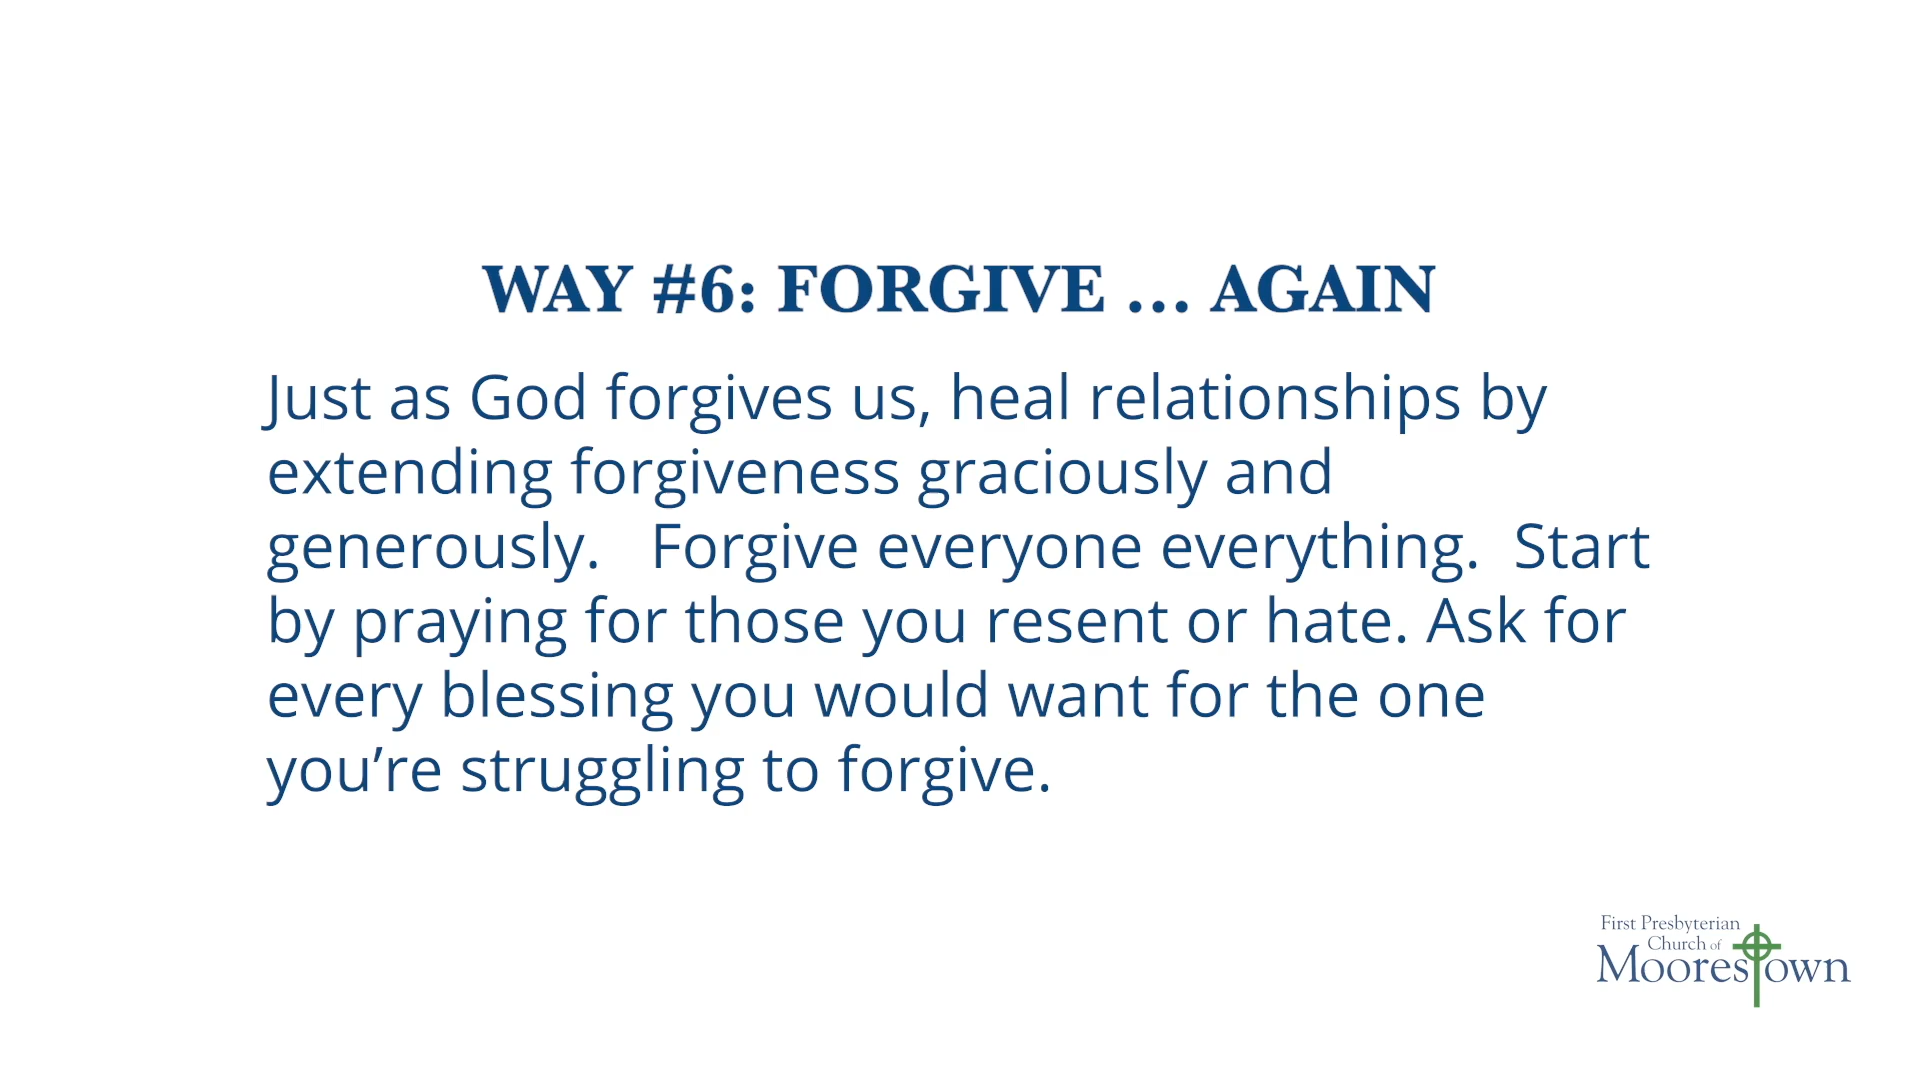 WAY #6: FORGIVE … AGAIN
Just as God forgives us, heal relationships by
extending forgiveness graciously and
generously.   Forgive everyone everything.  Start
by praying for those you resent or hate. Ask for
every blessing you would want for the one
you’re struggling to forgive.
First Presbyterian
Church of
Moorestown